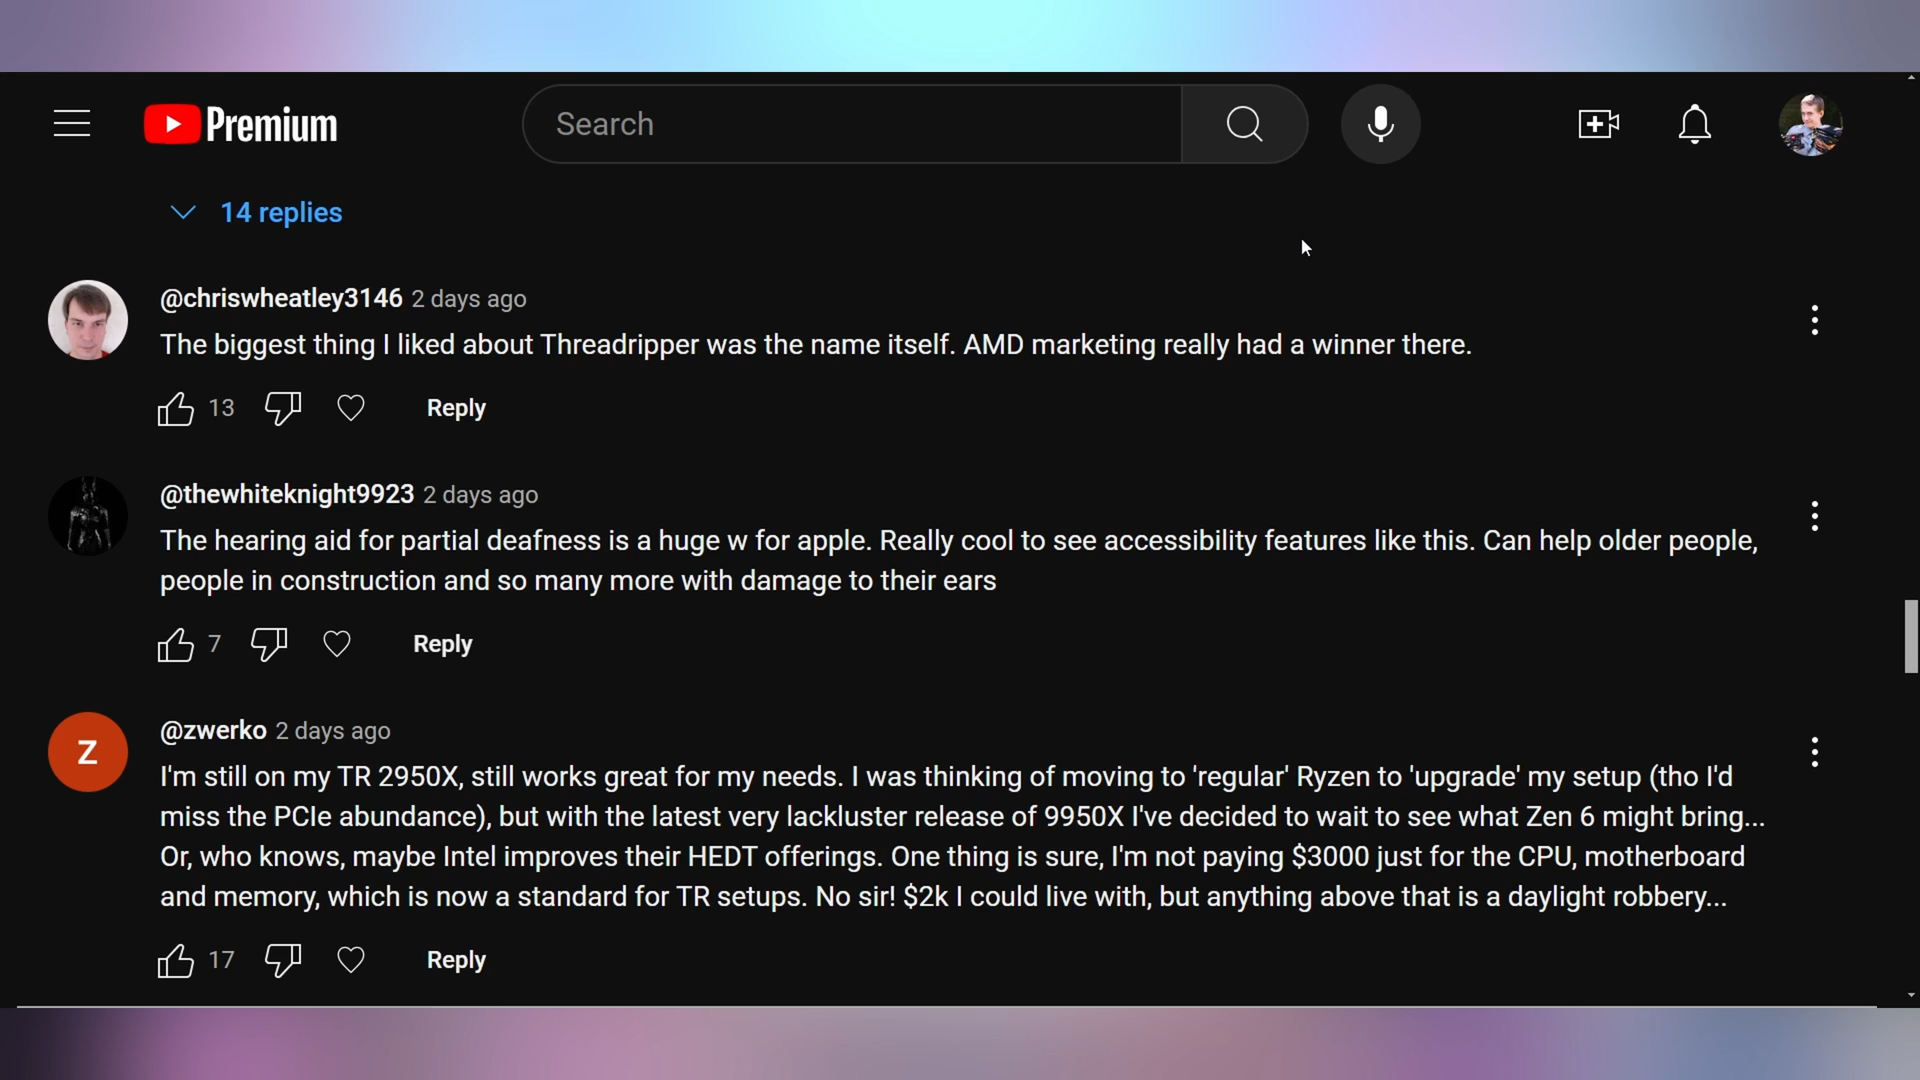 Premium
Search
14 replies
@chriswheatley3146 2 days ago
The biggest thing I liked about Threadripper was the name itself. AMD marketing really had a winner there.
13 Reply
@thewhiteknight9923 2 days ago
The hearing aid for partial deafness is a huge w for apple. Really cool to see accessibility features like this. Can help older people,
people in construction and so many more with damage to their ears
7 Reply
Z
@zwerko 2 days ago
I'm still on my TR 2950X, still works great for my needs. I was thinking of moving to 'regular' Ryzen to 'upgrade' my setup (tho I'd
miss the PCIe abundance), but with the latest very lackluster release of 9950X I've decided to wait to see what Zen 6 might bring...
Or, who knows, maybe Intel improves their HEDT offerings. One thing is sure, I'm not paying $3000 just for the CPU, motherboard
and memory, which is now a standard for TR setups. No sir! $2k I could live with, but anything above that is a daylight robbery...
17 Reply